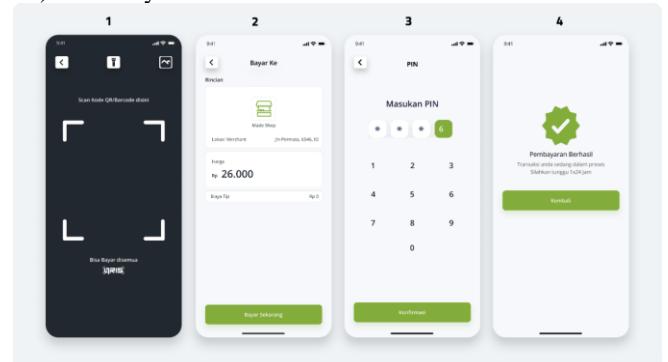 1
9:41
Scan Kode QR/Barcode disini
Bisa Bayar disemua
QRIS
2
9:41
Bayar Ke
Rincian
Made Shop
Lokasi Merchant
Jln Permata, 6546, IO
Harga
Rp. 26.000
Biaya Tip
Rp 0
Bayar Sekarang
3
9:41
PIN
Masukan PIN
6
1 2 3
4 5 6
7 8 9
0
Konfirmasi
4
9:41
Pembayaran Berhasil
Transaksi anda sedang dalam proses
Silahkan tunggu 1x24 Jam
Kembali